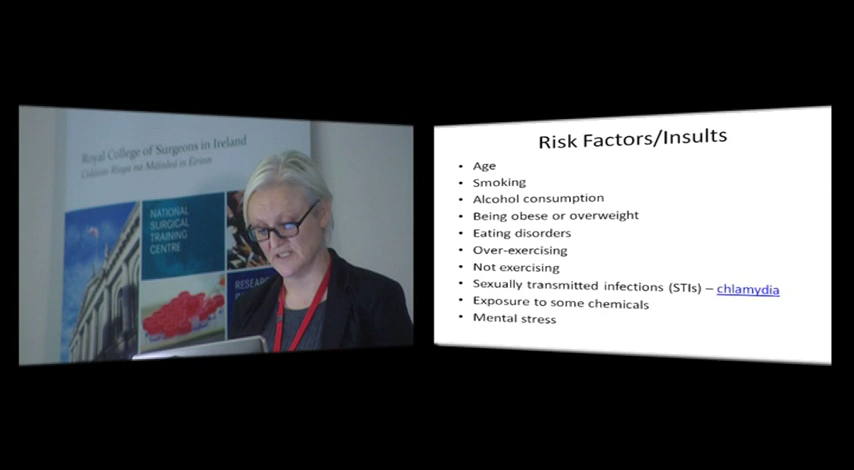 Royal College of Surgeons in Ireland
Coláiste Ríoga na Máinleá in Éirinn
NATIONAL
SURGICAL
TRAINING
CENTRE
RESEAR
Risk Factors/Insults
• Age
• Smoking
• Alcohol consumption
• Being obese or overweight
• Eating disorders
• Over-exercising
• Not exercising
• Sexually transmitted infections (STIs) – chlamydia
• Exposure to some chemicals
• Mental stress